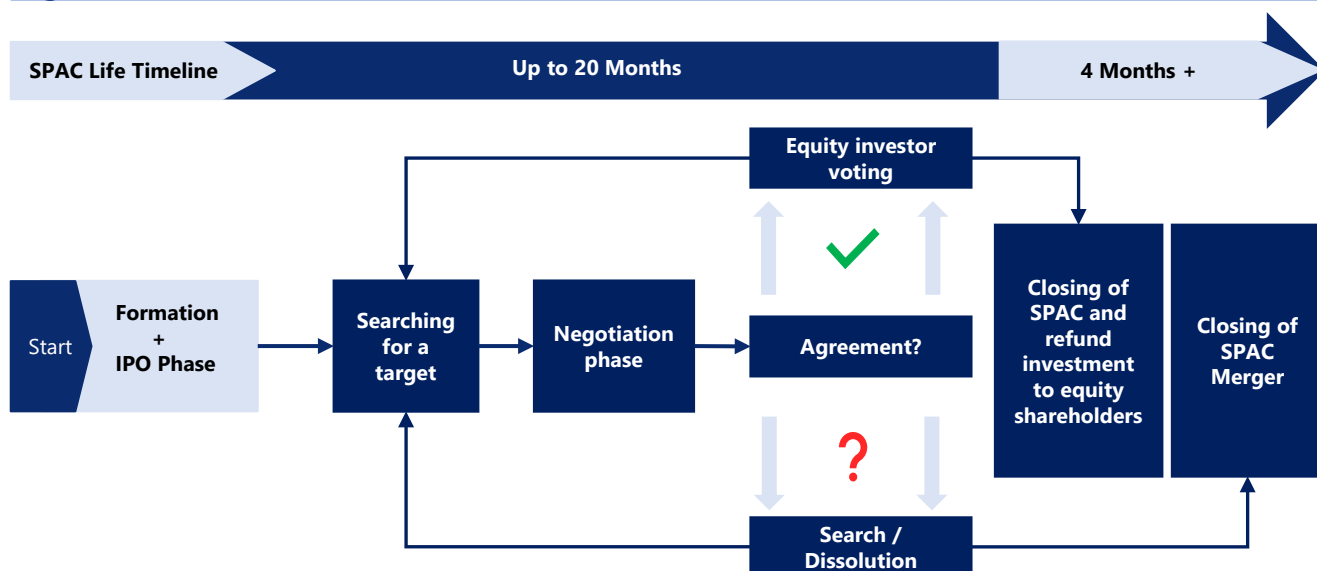 SPAC Life Timeline
Up to 20 Months
4 Months +
Equity investor
voting
Start
Formation
+
IPO Phase
Searching
for a
target
Negotiation
phase
Agreement?
Closing of
SPAC and
refund
investment
to equity
shareholders
Closing of
SPAC
Merger
?
Search /
Dissolution